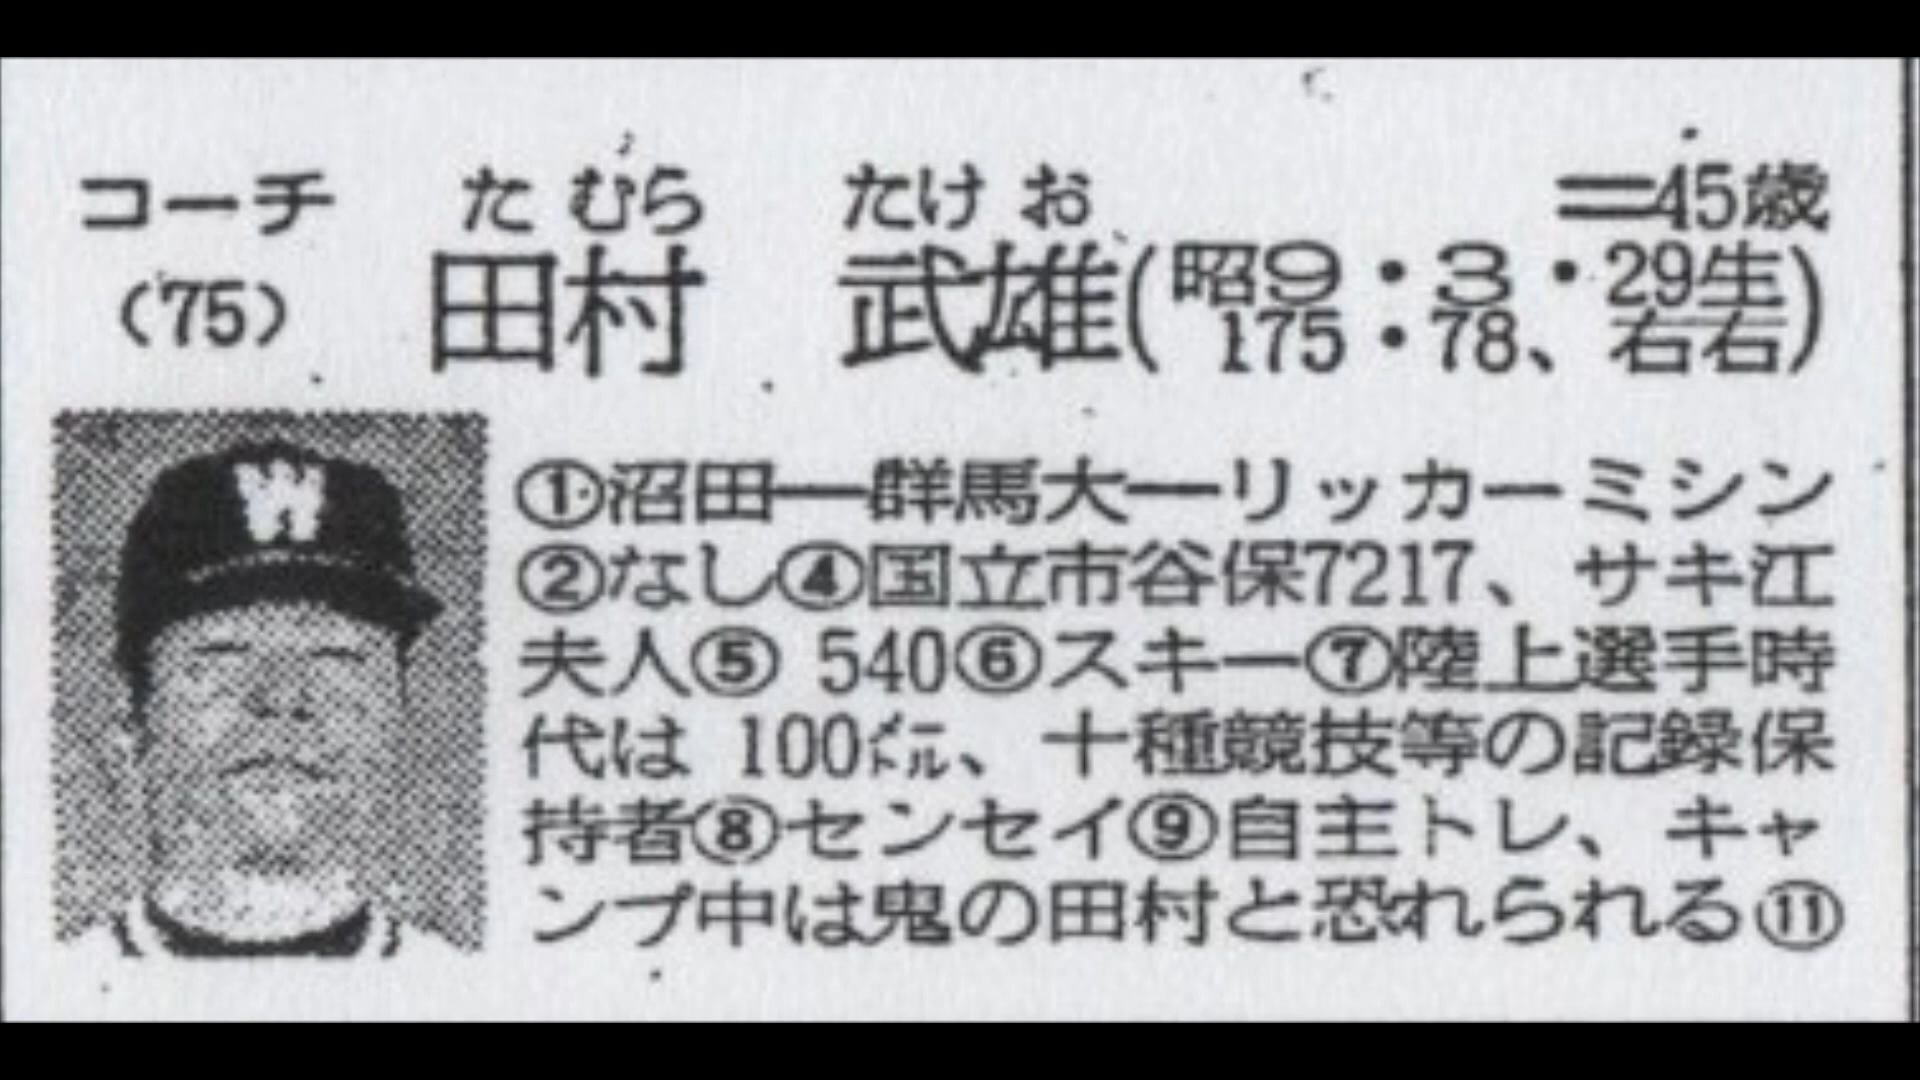 コーチ
(75)
たむら たけお
田村 武雄
＝45歳
(昭9・3・29生
175・78、右右)
W
①沼田―群馬大―リッカーミシン
②なし④国立市谷保7217、サキ江
夫人⑤ 540⑥スキー⑦陸上選手時
代は 100㍍、十種競技等の記録保
持者⑧センセイ⑨自主トレ、キャ
ンプ中は鬼の田村と恐れられる⑪